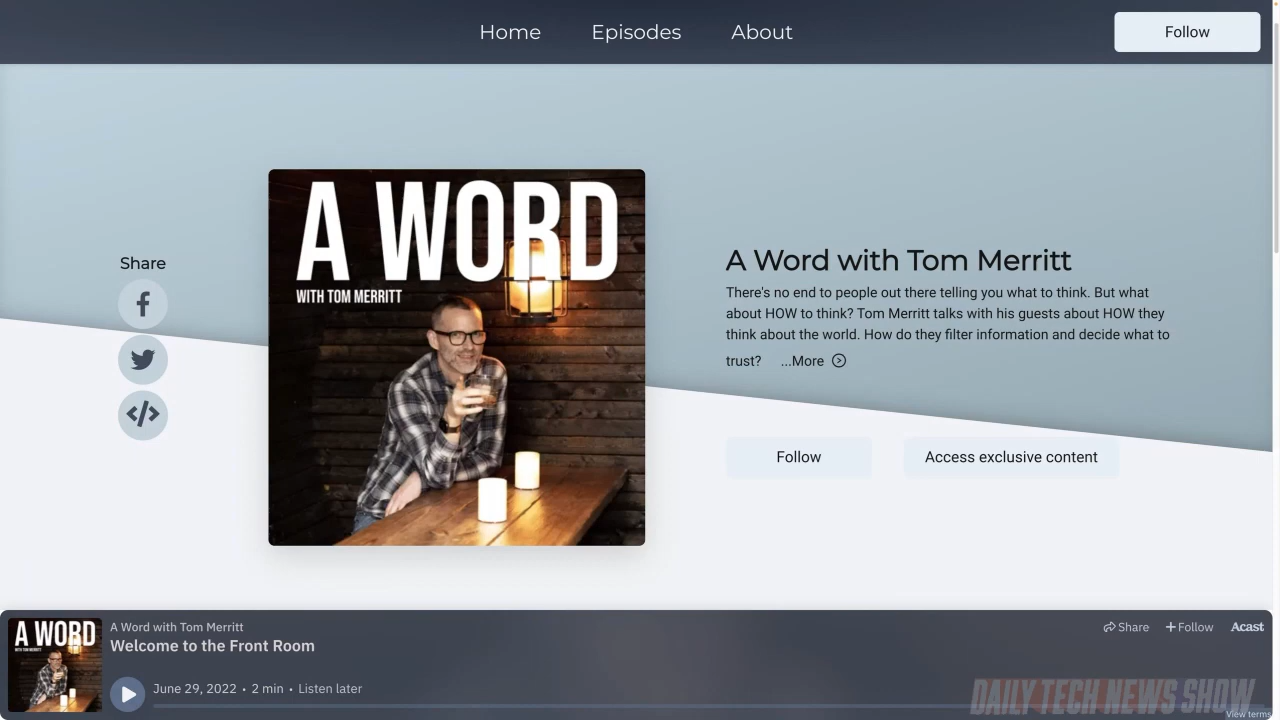 Home
Episodes
About
Follow
Share
A WORD
WITH TOM MERRITT
A Word with Tom Merritt
There's no end to people out there telling you what to think. But what
about HOW to think? Tom Merritt talks with his guests about HOW they
think about the world. How do they filter information and decide what to
trust? ...More
Follow
Access exclusive content
A WORD
WITH TOM MERRITT
A Word with Tom Merritt
Welcome to the Front Room
June 29, 2022 • 2 min • Listen later
Share
+ Follow
Acast
DAILY TECH NEWS SHOW
View terms